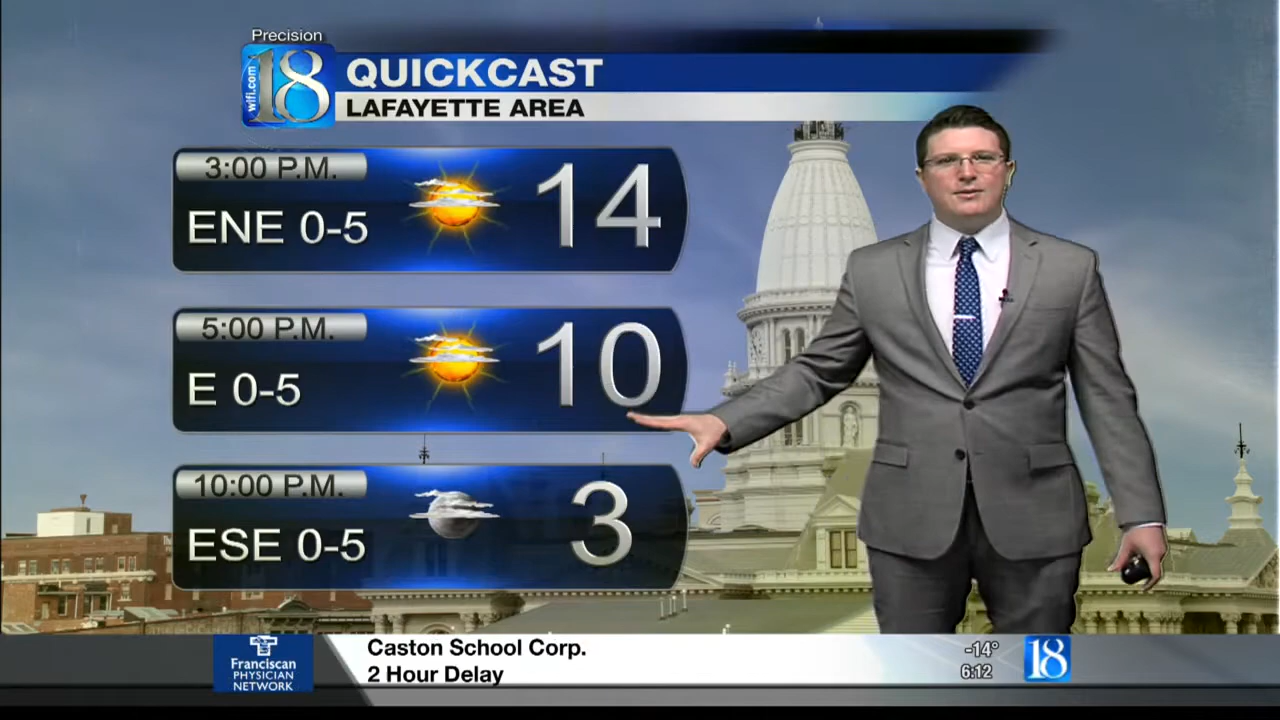 Precision
wlfi.com
18
QUICKCAST
LAFAYETTE AREA
3:00 P.M.
ENE 0-5
14
5:00 P.M.
E 0-5
10
10:00 P.M.
ESE 0-5
3
Franciscan
PHYSICIAN
NETWORK
Caston School Corp.
2 Hour Delay
-14°
6:12
18